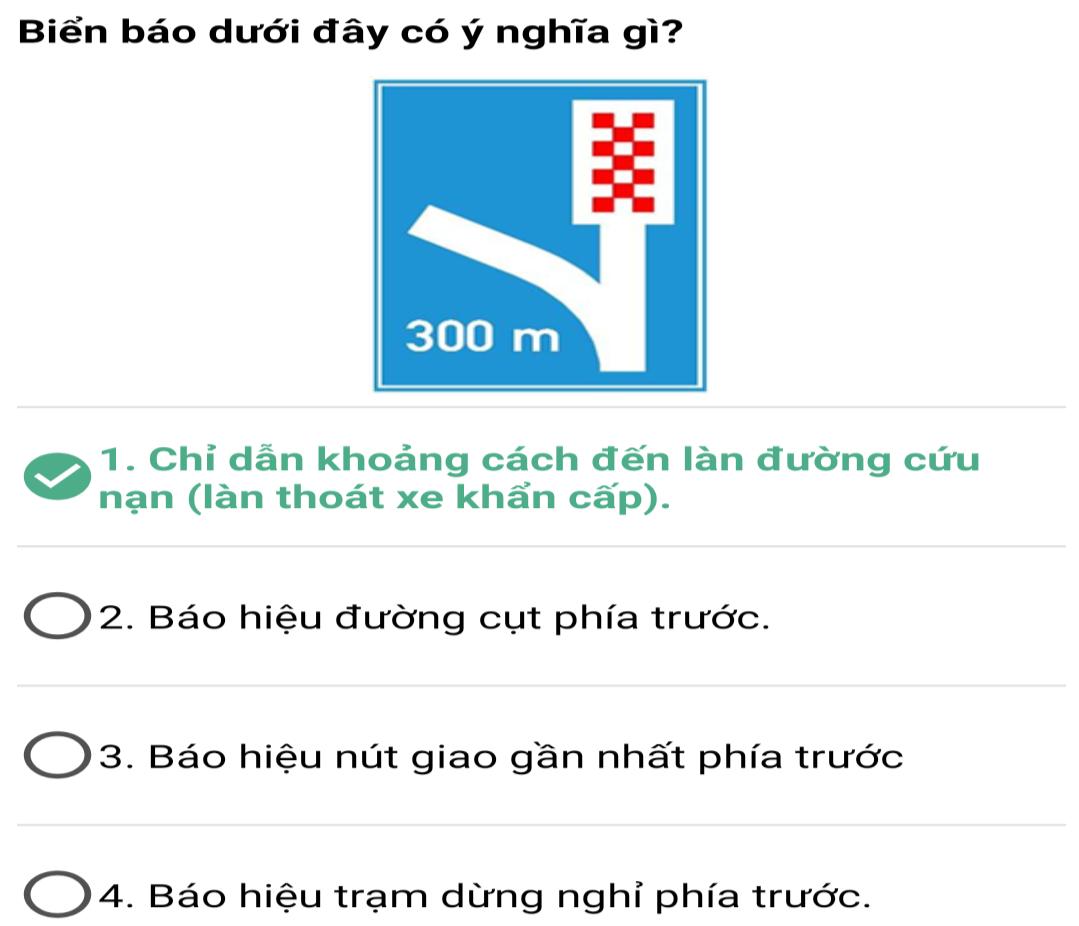 Biển báo dưới đây có ý nghĩa gì?
300 m
1. Chỉ dẫn khoảng cách đến làn đường cứu
nạn (làn thoát xe khẩn cấp).
2. Báo hiệu đường cụt phía trước.
3. Báo hiệu nút giao gần nhất phía trước
4. Báo hiệu trạm dừng nghỉ phía trước.